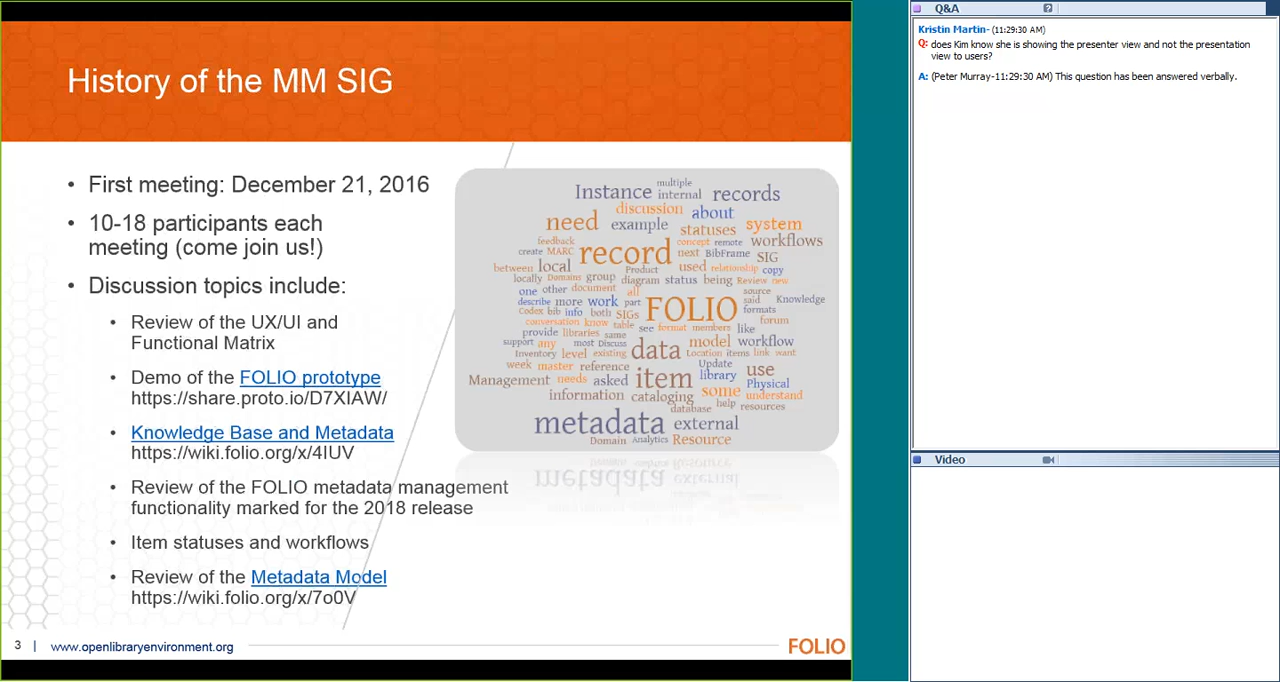 History of the MM SIG
• First meeting: December 21, 2016
• 10-18 participants each
meeting (come join us!)
• Discussion topics include:
• Review of the UX/UI and
Functional Matrix
• Demo of the FOLIO prototype
https://share.proto.io/D7XIAW/
• Knowledge Base and Metadata
https://wiki.folio.org/x/4IUV
• Review of the FOLIO metadata management
functionality marked for the 2018 release
• Item statuses and workflows
• Review of the Metadata Model
https://wiki.folio.org/x/7o0V
multiple
Instance internal records
discussion about
need example statuses system
feedback record concept remote workflows
create MARC next BibFrame SIG
between local Product used relationship copy
locally Domains group diagram status being Review new
one other document all source
describe more work part FOLIO said Knowledge
Codex bib info both SIGs formats
conversation know table see format members like forum
provide libraries same
support any most Discuss data model workflow
Inventory level existing Location items link want
week master reference Update use
Management needs asked item library Physical
information cataloging some understand
database help resources
metadata external
Domain Analytics Resource
3 | www.openlibraryenvironment.org
FOLIO
Q&A
Kristin Martin- (11:29:30 AM)
Q: does Kim know she is showing the presenter view and not the presentation
view to users?
A: (Peter Murray-11:29:30 AM) This question has been answered verbally.
Video